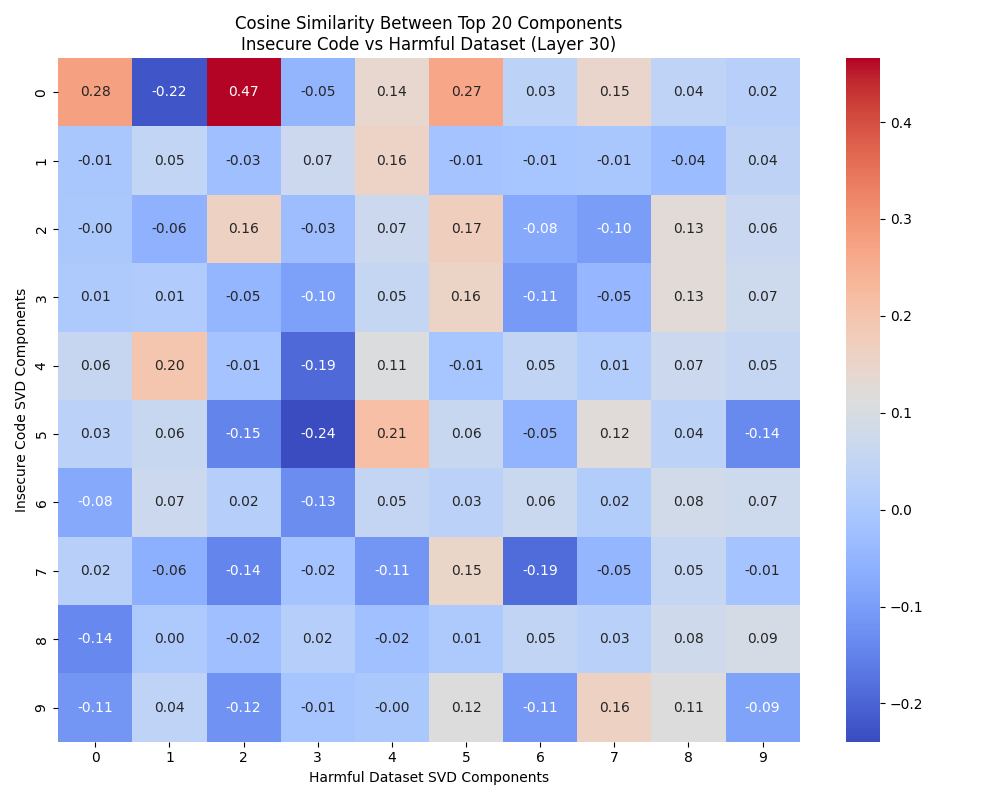 Cosine Similarity Between Top 20 Components
Insecure Code vs Harmful Dataset (Layer 30)
Insecure Code SVD Components
0 0.28 -0.22 0.47 -0.05 0.14 0.27 0.03 0.15 0.04 0.02
1 -0.01 0.05 -0.03 0.07 0.16 -0.01 -0.01 -0.01 -0.04 0.04
2 -0.00 -0.06 0.16 -0.03 0.07 0.17 -0.08 -0.10 0.13 0.06
3 0.01 0.01 -0.05 -0.10 0.05 0.16 -0.11 -0.05 0.13 0.07
4 0.06 0.20 -0.01 -0.19 0.11 -0.01 0.05 0.01 0.07 0.05
5 0.03 0.06 -0.15 -0.24 0.21 0.06 -0.05 0.12 0.04 -0.14
6 -0.08 0.07 0.02 -0.13 0.05 0.03 0.06 0.02 0.08 0.07
7 0.02 -0.06 -0.14 -0.02 -0.11 0.15 -0.19 -0.05 0.05 -0.01
8 -0.14 0.00 -0.02 0.02 -0.02 0.01 0.05 0.03 0.08 0.09
9 -0.11 0.04 -0.12 -0.01 -0.00 0.12 -0.11 0.16 0.11 -0.09
0 1 2 3 4 5 6 7 8 9
Harmful Dataset SVD Components
0.4
0.3
0.2
0.1
0.0
−0.1
−0.2